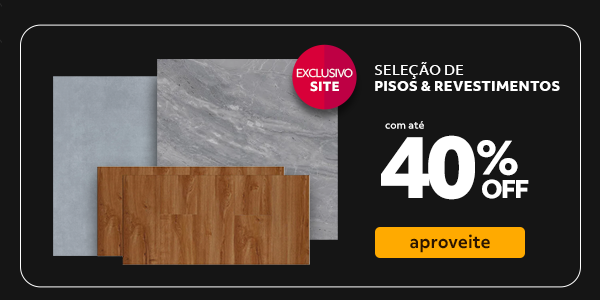 EXCLUSIVO
SITE
SELEÇÃO DE
PISOS & REVESTIMENTOS
com até
40%
OFF
aproveite